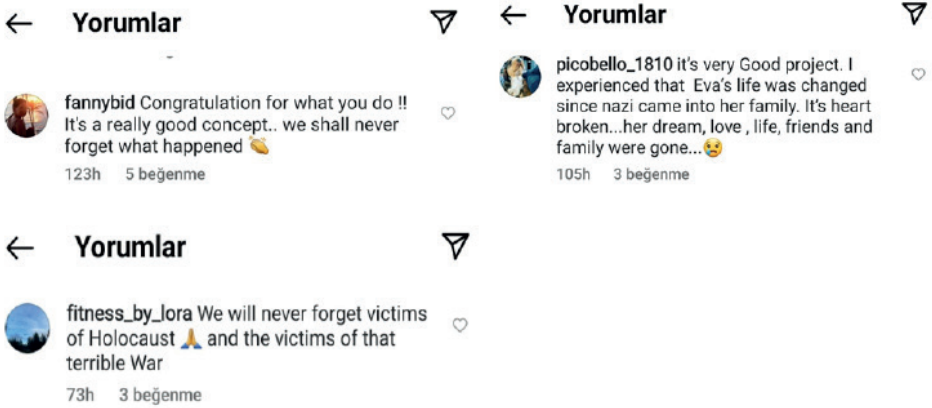 Yorumlar
fannybid Congratulation for what you do !!
It's a really good concept.. we shall never
forget what happened 👏
123h 5 beğenme
Yorumlar
picobello_1810 it's very Good project. I
experienced that Eva's life was changed
since nazi came into her family. It's heart
broken...her dream, love , life, friends and
family were gone...😢
105h 3 beğenme
Yorumlar
fitness_by_lora We will never forget victims
of Holocaust 🙏 and the victims of that
terrible War
73h 3 beğenme